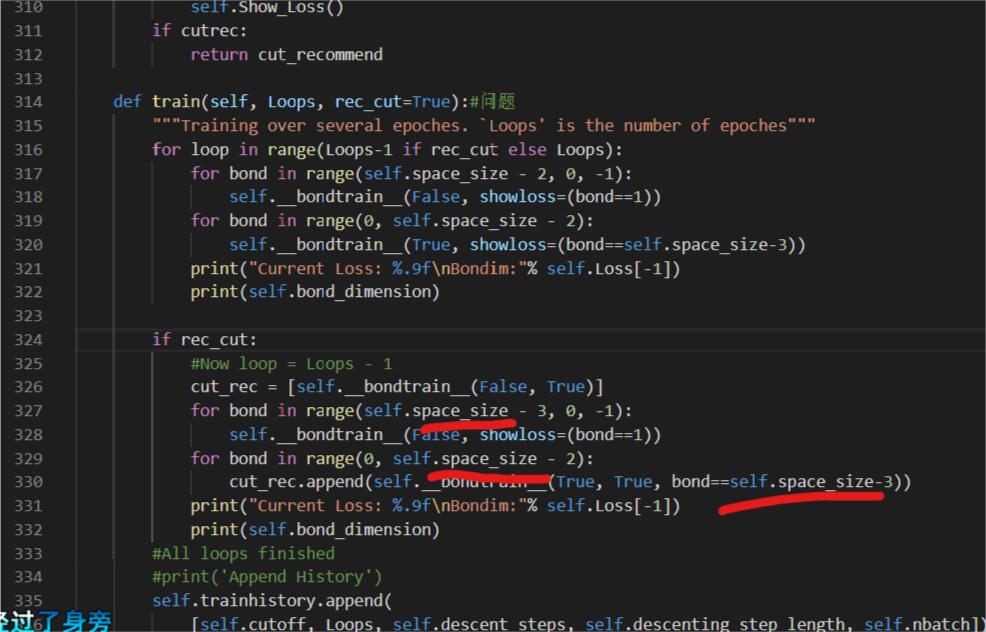 310 self.Show_Loss()
311 if cutrec:
312 return cut_recommend
313
314 def train(self, Loops, rec_cut=True):#问题
315 """Training over several epoches. `Loops' is the number of epoches"""
316 for loop in range(Loops-1 if rec_cut else Loops):
317 for bond in range(self.space_size - 2, 0, -1):
318 self.__bondtrain__(False, showloss=(bond==1))
319 for bond in range(0, self.space_size - 2):
320 self.__bondtrain__(True, showloss=(bond==self.space_size-3))
321 print("Current Loss: %.9f\nBondim:"% self.Loss[-1])
322 print(self.bond_dimension)
323
324 if rec_cut:
325 #Now loop = Loops - 1
326 cut_rec = [self.__bondtrain__(False, True)]
327 for bond in range(self.space_size - 3, 0, -1):
328 self.__bondtrain__(False, showloss=(bond==1))
329 for bond in range(0, self.space_size - 2):
330 cut_rec.append(self.__bondtrain__(True, True, bond==self.space_size-3))
331 print("Current Loss: %.9f\nBondim:"% self.Loss[-1])
332 print(self.bond_dimension)
333 #All loops finished
334 #print('Append History')
335 self.trainhistory.append(
[self.cutoff, Loops, self.descent_steps, self.descenting_step_length, self.nbatch])
经过了身旁